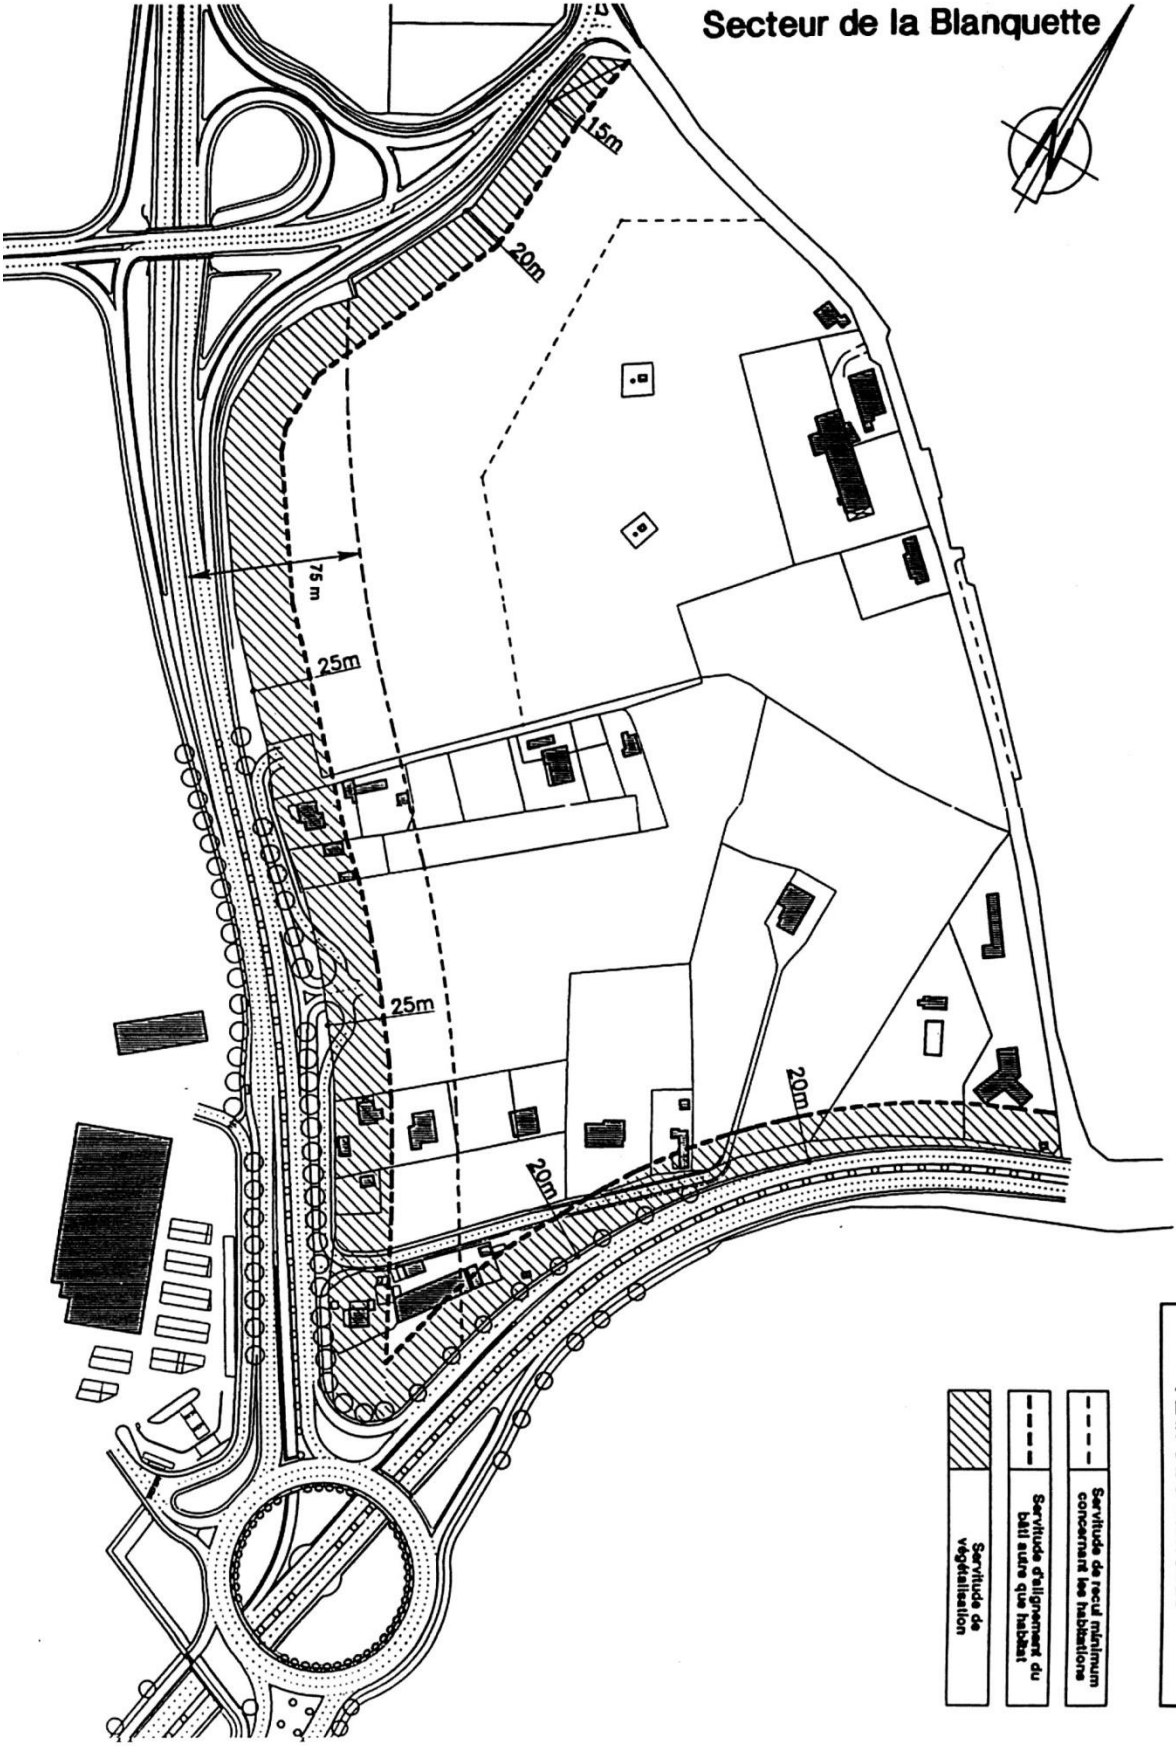 Secteur de la Blanquette
N
15m
20m
75 m
25m
25m
20m
20m
Servitude de recul minimum
concernant les habitations
Servitude d'alignement du
bâti autre que habitat
Servitude de
végétalisation